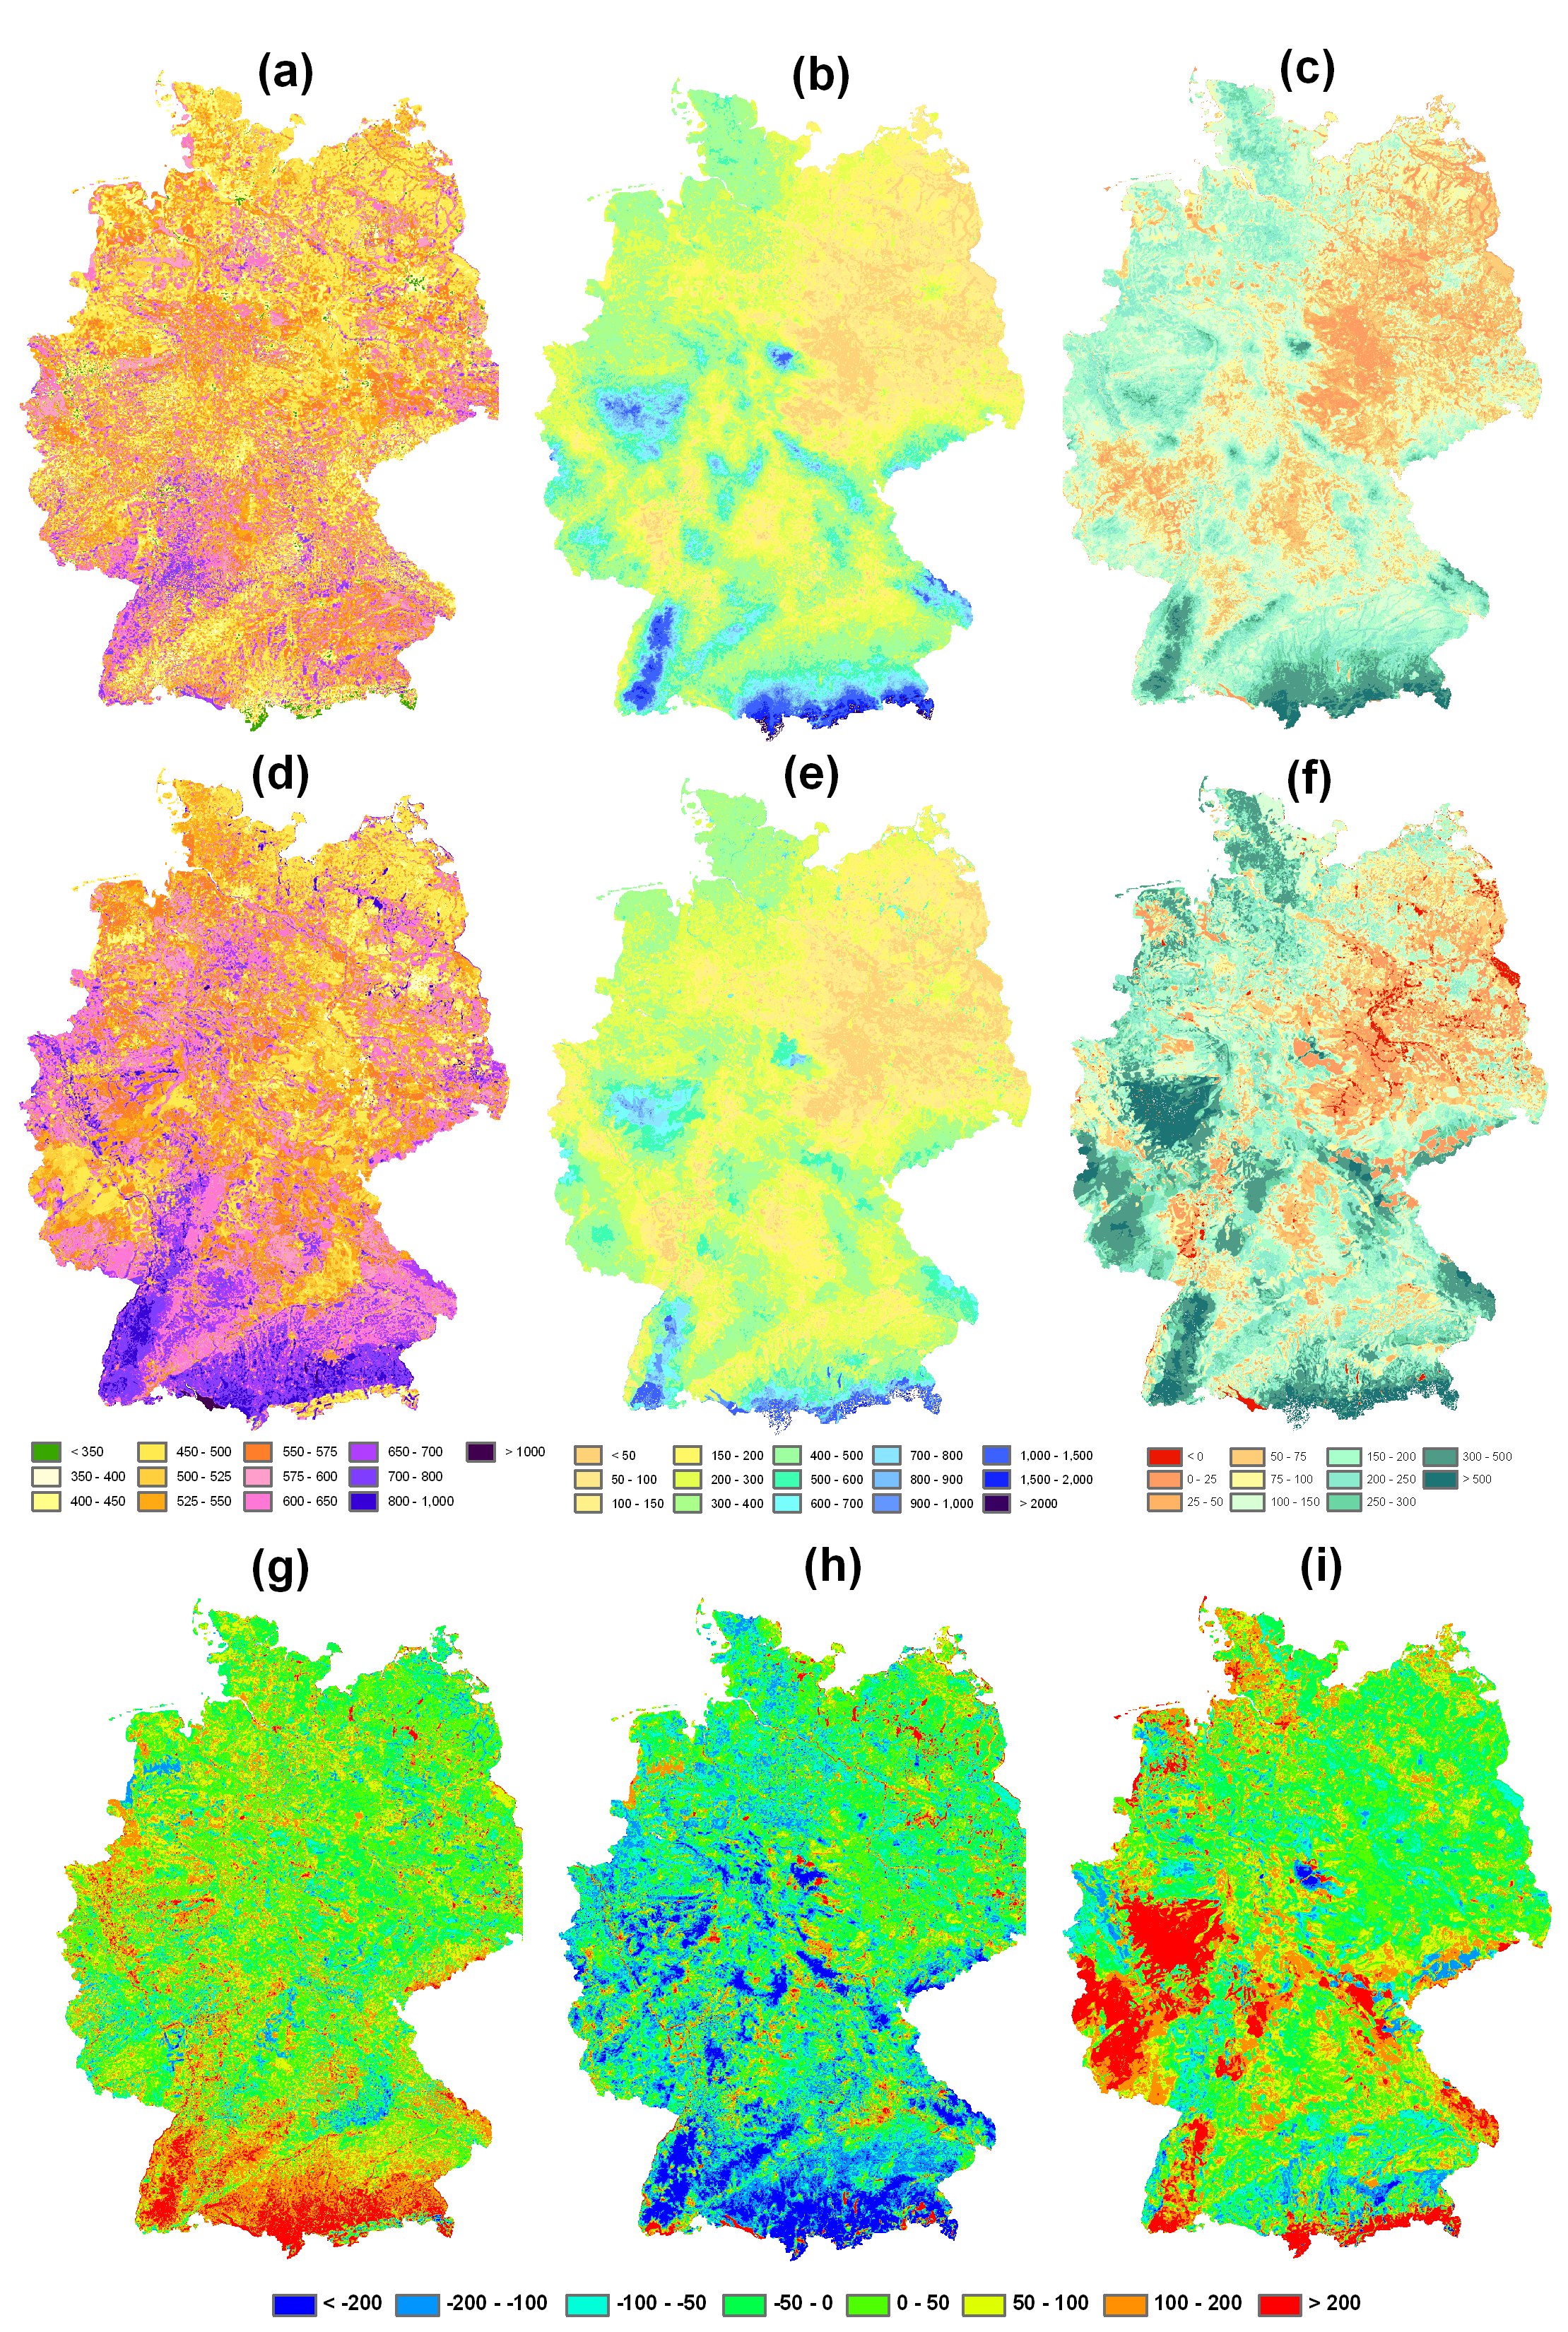 (a) (b) (c)
(d) (e) (f)
< 350 450 - 500 550 - 575 650 - 700 > 1000
350 - 400 500 - 525 575 - 600 700 - 800
400 - 450 525 - 550 600 - 650 800 - 1,000
< 50 150 - 200 400 - 500 700 - 800 1,000 - 1,500
50 - 100 200 - 300 500 - 600 800 - 900 1,500 - 2,000
100 - 150 300 - 400 600 - 700 900 - 1,000 > 2000
< 0 50 - 75 150 - 200 300 - 500
0 - 25 75 - 100 200 - 250 > 500
25 - 50 100 - 150 250 - 300
(g) (h) (i)
< -200 -200 - -100 -100 - -50 -50 - 0 0 - 50 50 - 100 100 - 200 > 200